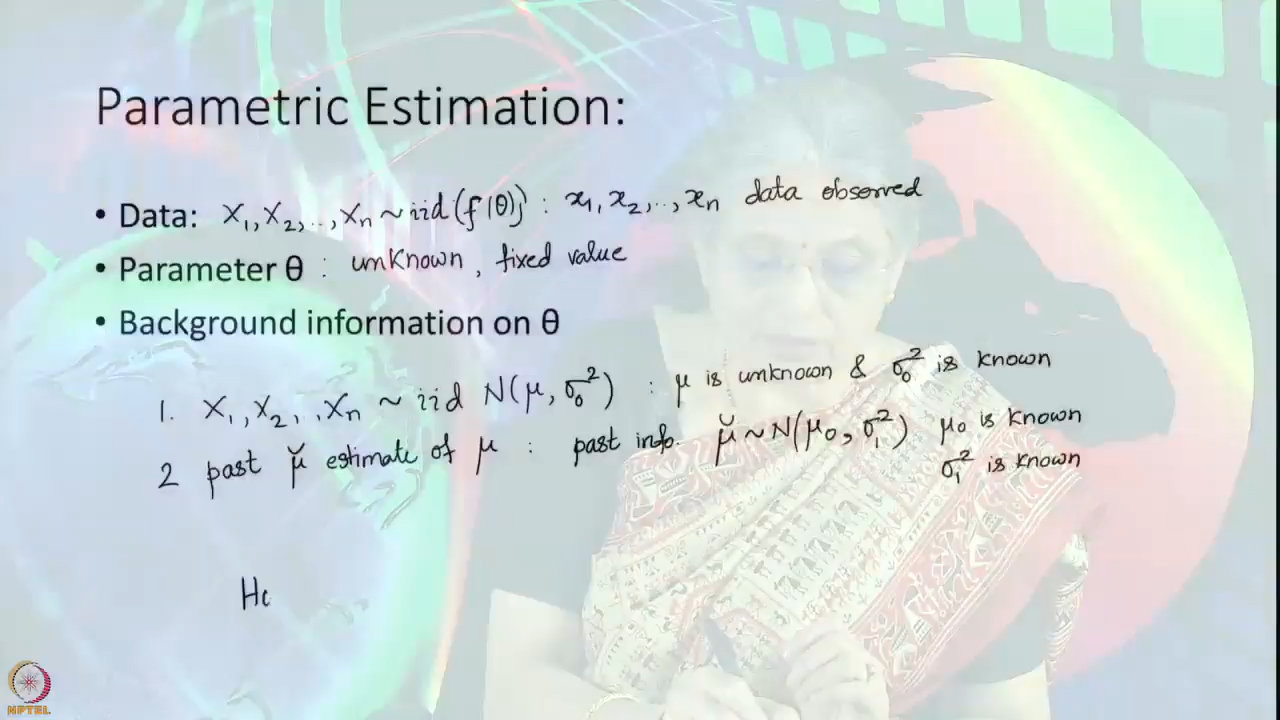 Parametric Estimation:
• Data: X₁, X₂, .., Xₙ ~ iid (f(θ)) : x₁, x₂, .., xₙ data observed
• Parameter θ : unknown, fixed value
• Background information on θ
1. X₁, X₂, .. Xₙ ~ iid N(μ, σ₀²) : μ is unknown & σ₀² is known
2 past μ̆ estimate of μ : past info. μ̆ ~ N(μ₀, σ₁²) μ₀ is known
σ₁² is known
Ho
NPTEL